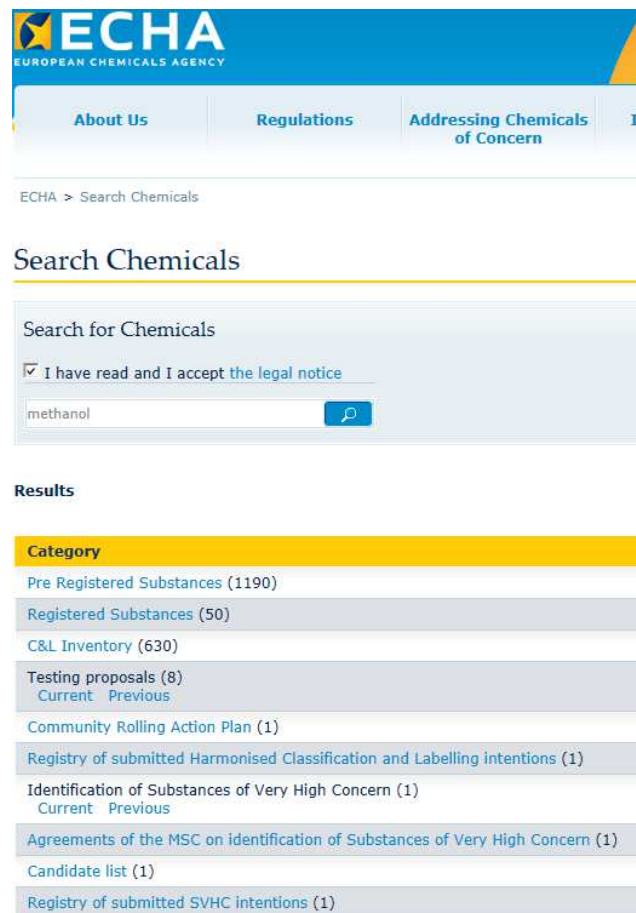 ECHA
EUROPEAN CHEMICALS AGENCY
About Us Regulations Addressing Chemicals of Concern
ECHA > Search Chemicals
Search Chemicals
Search for Chemicals
I have read and I accept the legal notice
methanol
Results
Category
Pre Registered Substances (1190)
Registered Substances (50)
C&L Inventory (630)
Testing proposals (8)
Current Previous
Community Rolling Action Plan (1)
Registry of submitted Harmonised Classification and Labelling intentions (1)
Identification of Substances of Very High Concern (1)
Current Previous
Agreements of the MSC on identification of Substances of Very High Concern (1)
Candidate list (1)
Registry of submitted SVHC intentions (1)